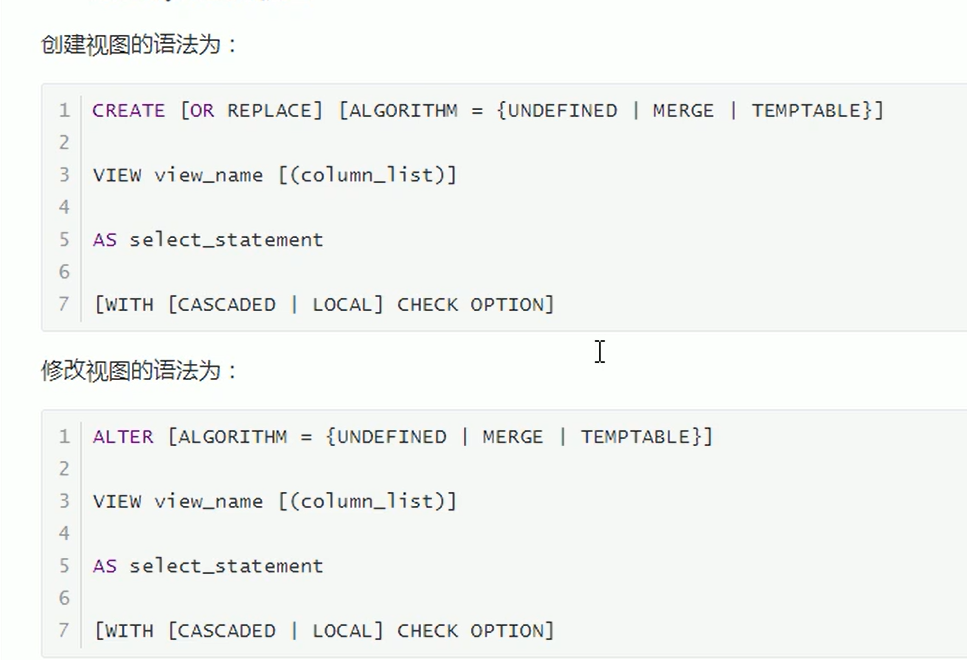 创建视图的语法为：
1 CREATE [OR REPLACE] [ALGORITHM = {UNDEFINED | MERGE | TEMPTABLE}]
2
3 VIEW view_name [(column_list)]
4
5 AS select_statement
6
7 [WITH [CASCADED | LOCAL] CHECK OPTION]
修改视图的语法为：
1 ALTER [ALGORITHM = {UNDEFINED | MERGE | TEMPTABLE}]
2
3 VIEW view_name [(column_list)]
4
5 AS select_statement
6
7 [WITH [CASCADED | LOCAL] CHECK OPTION]